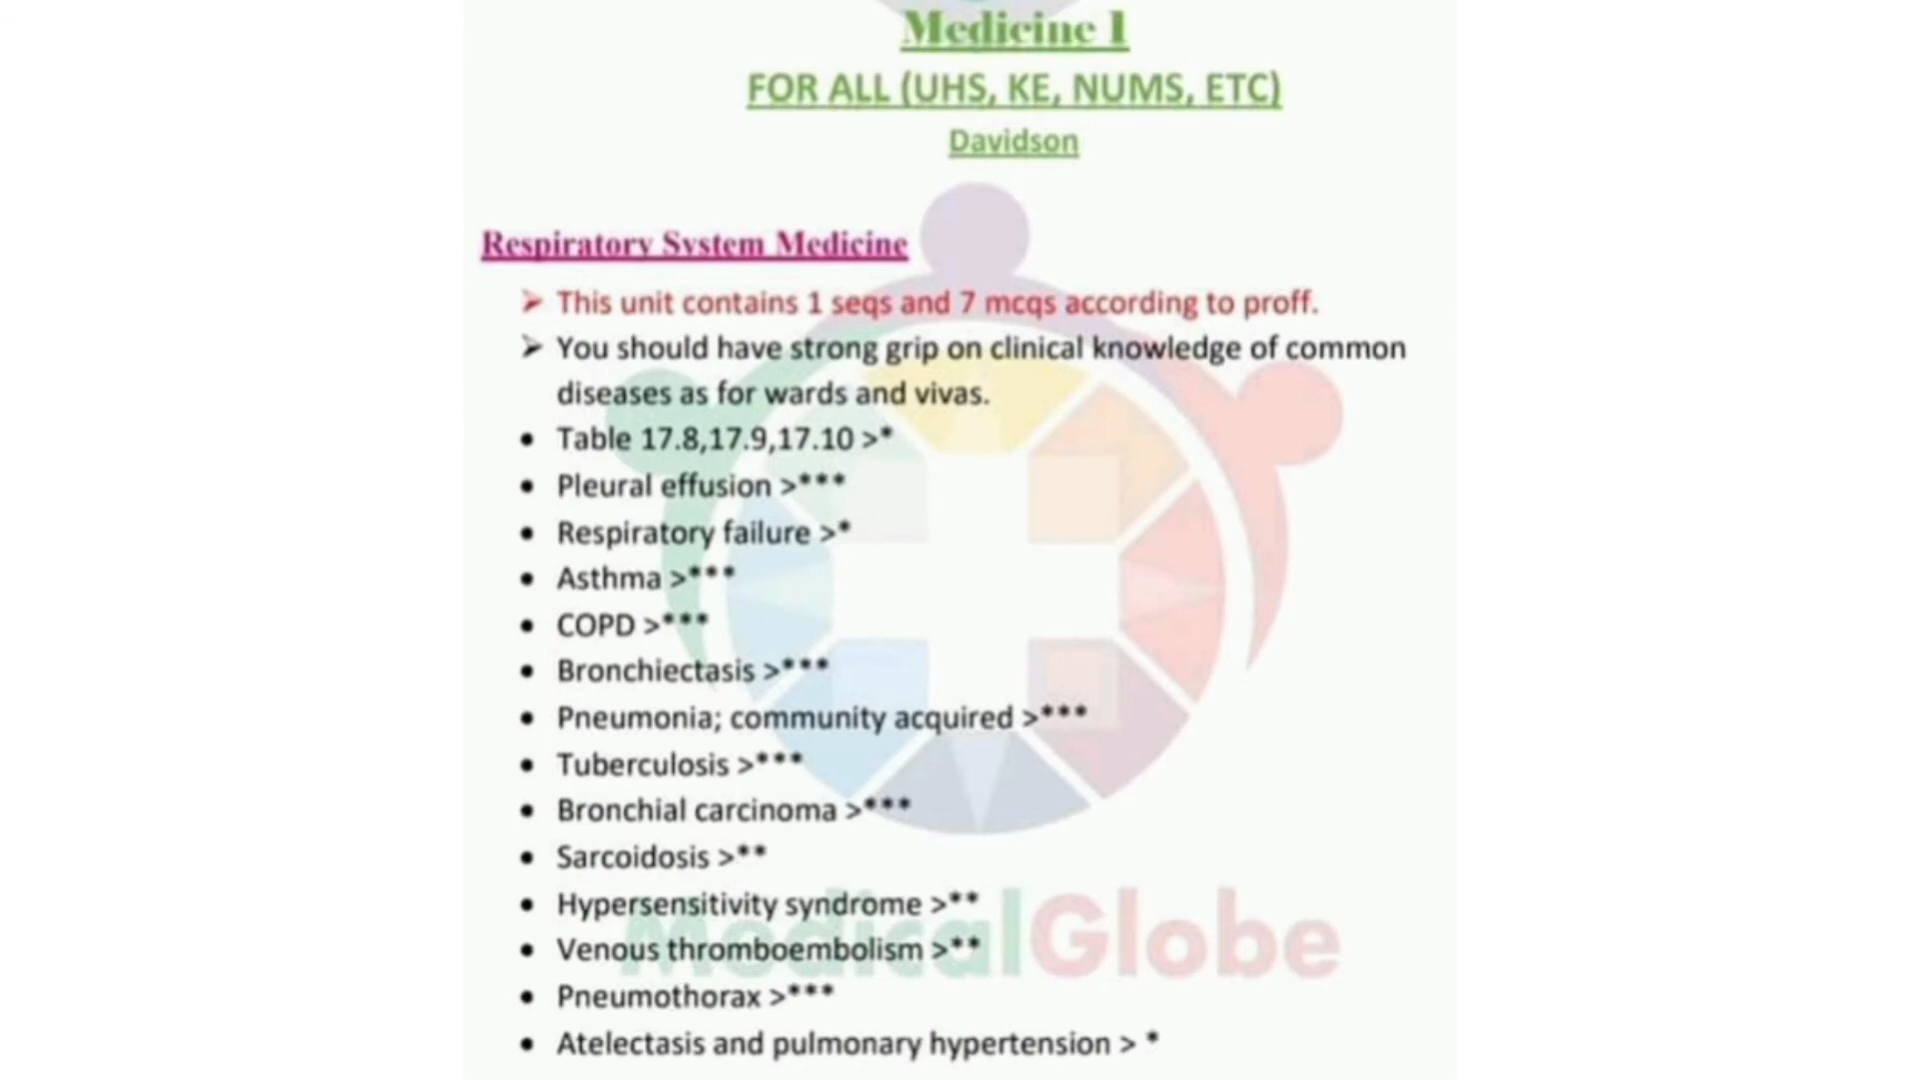 Medicine 1
FOR ALL (UHS, KE, NUMS, ETC)
Davidson
Respiratory System Medicine
➢ This unit contains 1 seqs and 7 mcqs according to proff.
➢ You should have strong grip on clinical knowledge of common
diseases as for wards and vivas.
• Table 17.8,17.9,17.10 >*
• Pleural effusion >***
• Respiratory failure >*
• Asthma >***
• COPD >***
• Bronchiectasis >***
• Pneumonia; community acquired >***
• Tuberculosis >***
• Bronchial carcinoma >***
• Sarcoidosis >**
• Hypersensitivity syndrome >**
• Venous thromboembolism >**
MedicalGlobe
• Pneumothorax >***
• Atelectasis and pulmonary hypertension > *